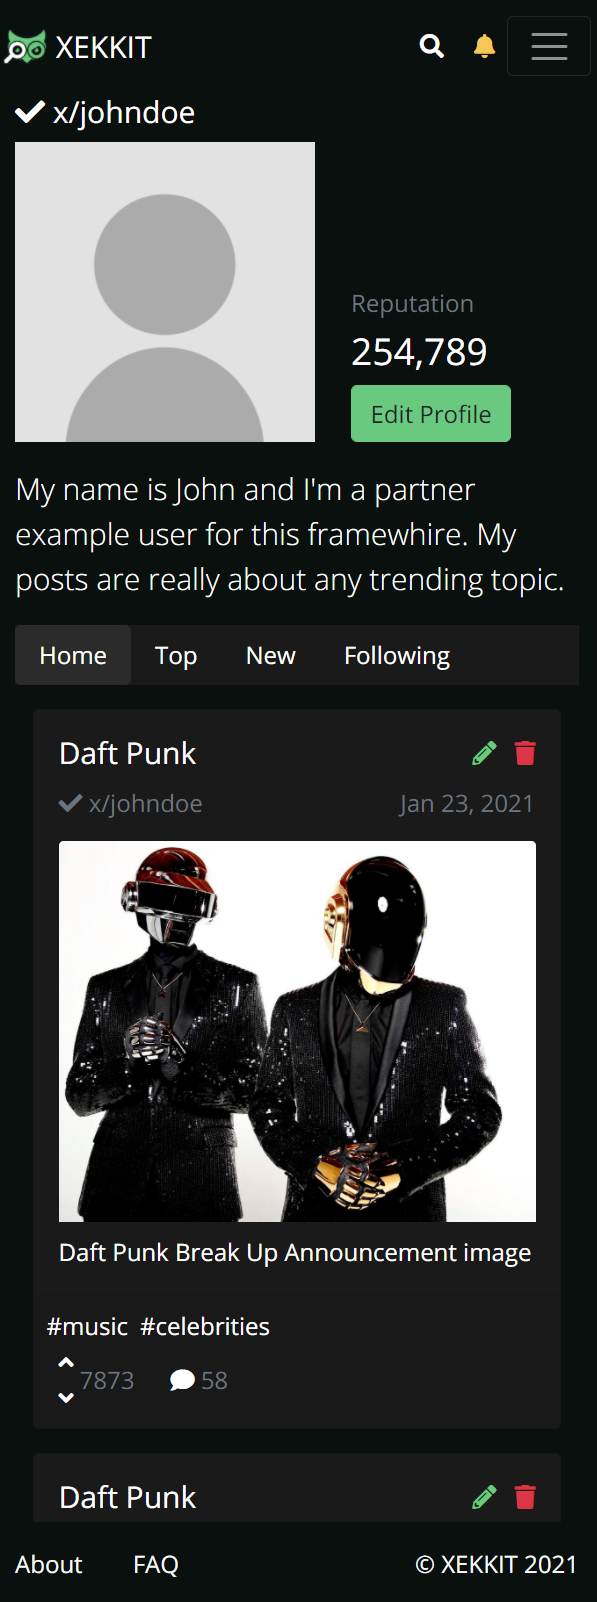 XEKKIT
x/johndoe
Reputation
254,789
Edit Profile
My name is John and I'm a partner
example user for this framewhire. My
posts are really about any trending topic.
Home Top New Following
Daft Punk
x/johndoe Jan 23, 2021
Daft Punk Break Up Announcement image
#music #celebrities
7873 58
Daft Punk
About FAQ © XEKKIT 2021